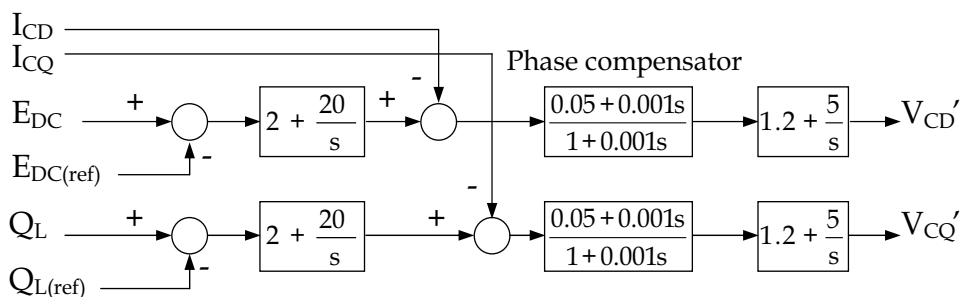 I_CD
I_CQ
Phase compensator
-
E_DC
+
2 + 20/s
+
0.05+0.001s / 1+0.001s
1.2 + 5/s
V_CD′
E_DC(ref)
-
-
Q_L
+
2 + 20/s
+
0.05+0.001s / 1+0.001s
1.2 + 5/s
V_CQ′
Q_L(ref)
-